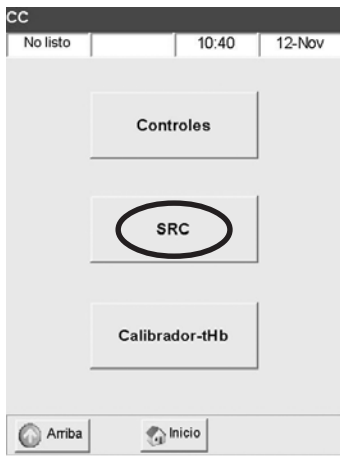 CC
No listo 10:40 12-Nov
Controles
SRC
Calibrador-tHb
Arriba Inicio